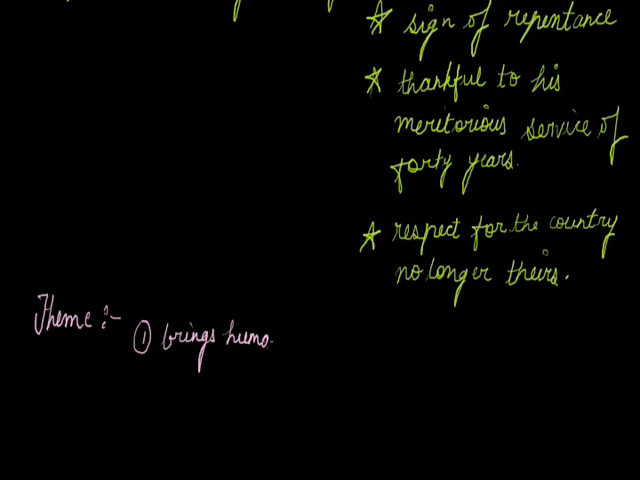 ★ sign of repentance
★ thankful to his
meritorious service of
forty years.
★ respect for the country
no longer theirs.
Theme :-
① brings humo